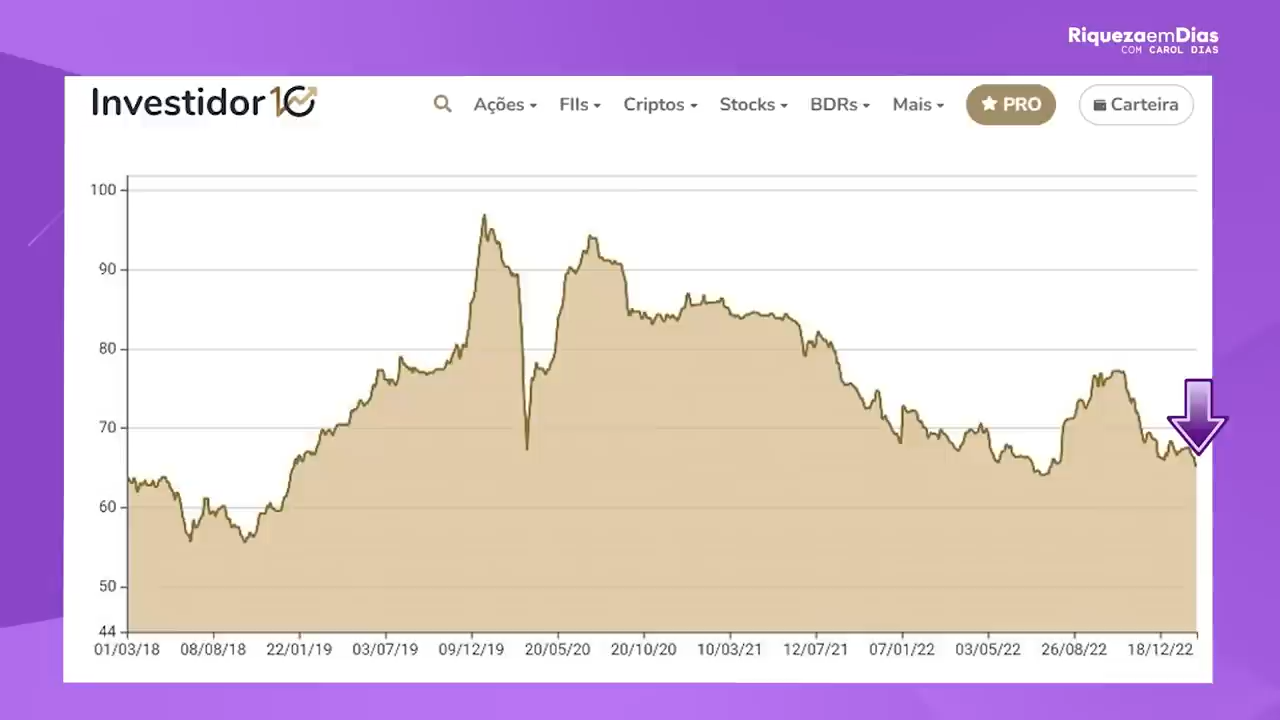 RiquezaemDias
COM CAROL DIAS
Investidor 10
Ações
FIIs
Criptos
Stocks
BDRs
Mais
PRO
Carteira
100
90
80
70
60
50
44
01/03/18
08/08/18
22/01/19
03/07/19
09/12/19
20/05/20
20/10/20
10/03/21
12/07/21
07/01/22
03/05/22
26/08/22
18/12/22